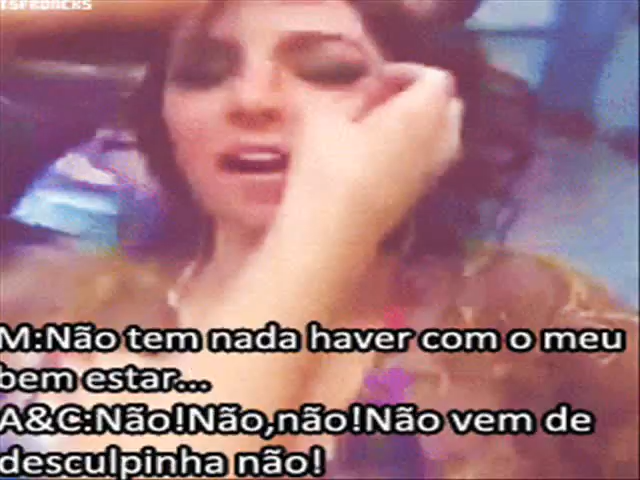 M:Não tem nada haver com o meu
bem estar...
A&C:Não!Não,não!Não vem de
desculpinha não!